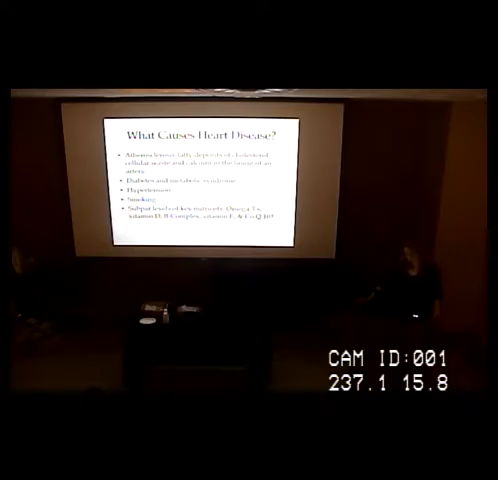 What Causes Heart Disease?
• Atherosclerosis: fatty deposits of cholesterol,
cellular waste and calcium in the lining of an
artery
• Diabetes and metabolic syndrome
• Hypertension
• Smoking
• Subpar levels of key nutrients: Omega 3's,
vitamin D, B Complex, vitamin E, & Co Q 10!
CAM ID:001
237.1 15.8